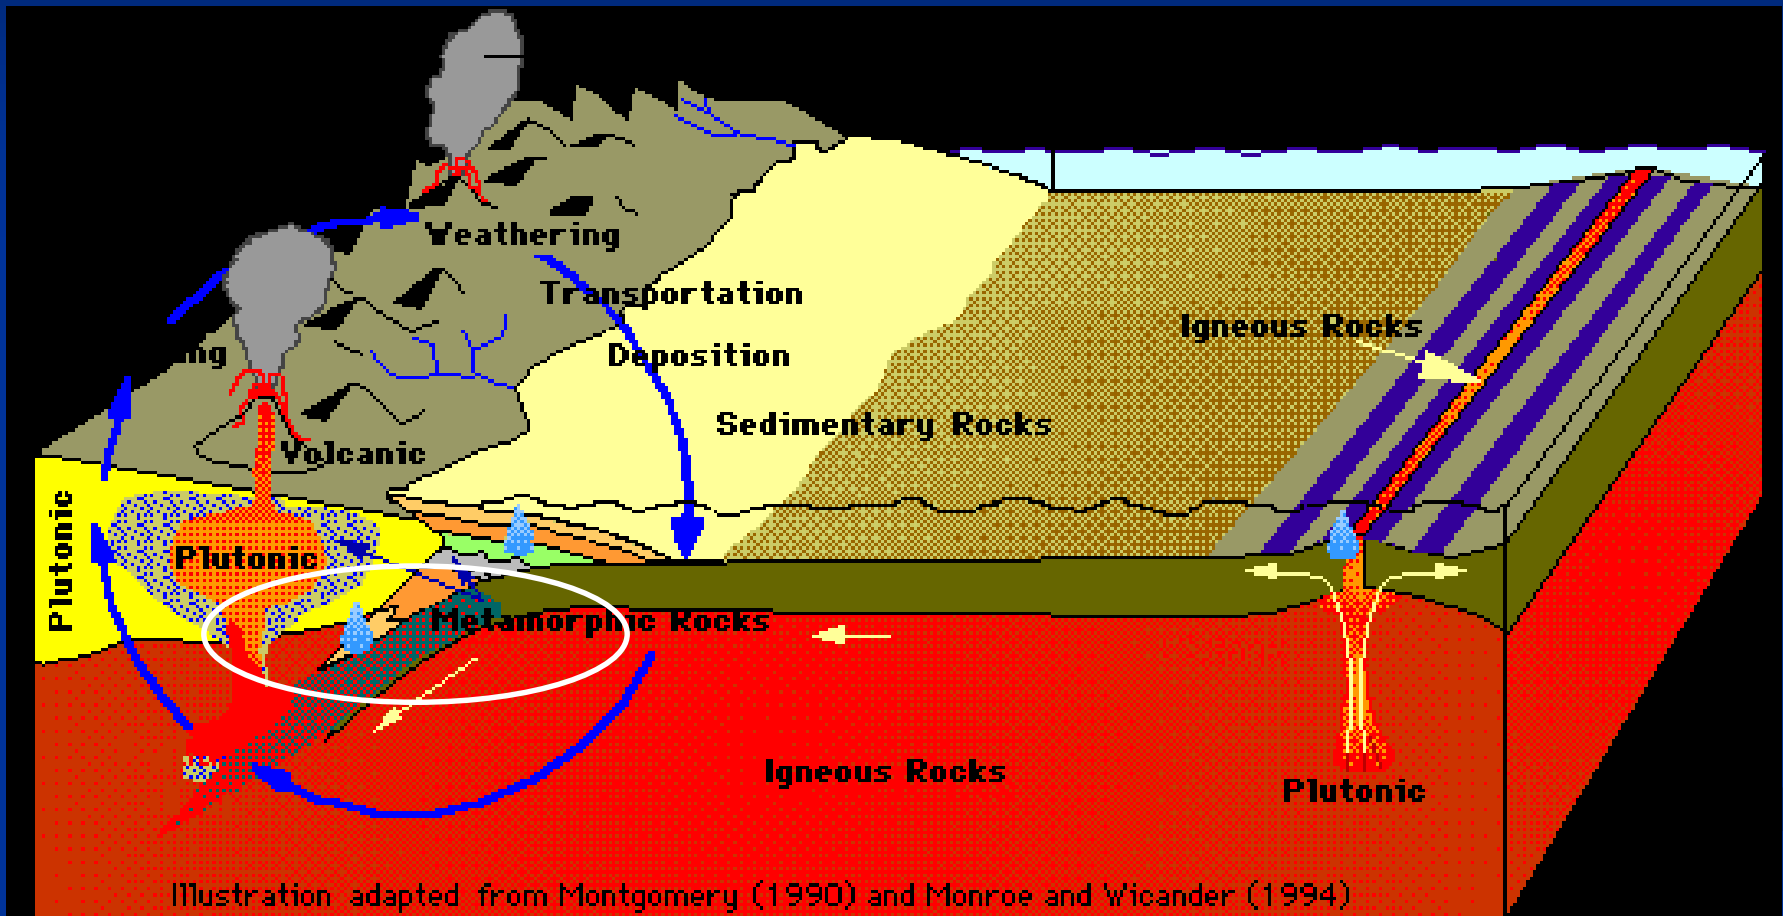 Weathering
Transportation
Igneous Rocks
ng
Deposition
Sedimentary Rocks
Volcanic
Plutonic
Plutonic
Metamorphic Rocks
Igneous Rocks
Plutonic
Illustration adapted from Montgomery (1990) and Monroe and Wicander (1994)